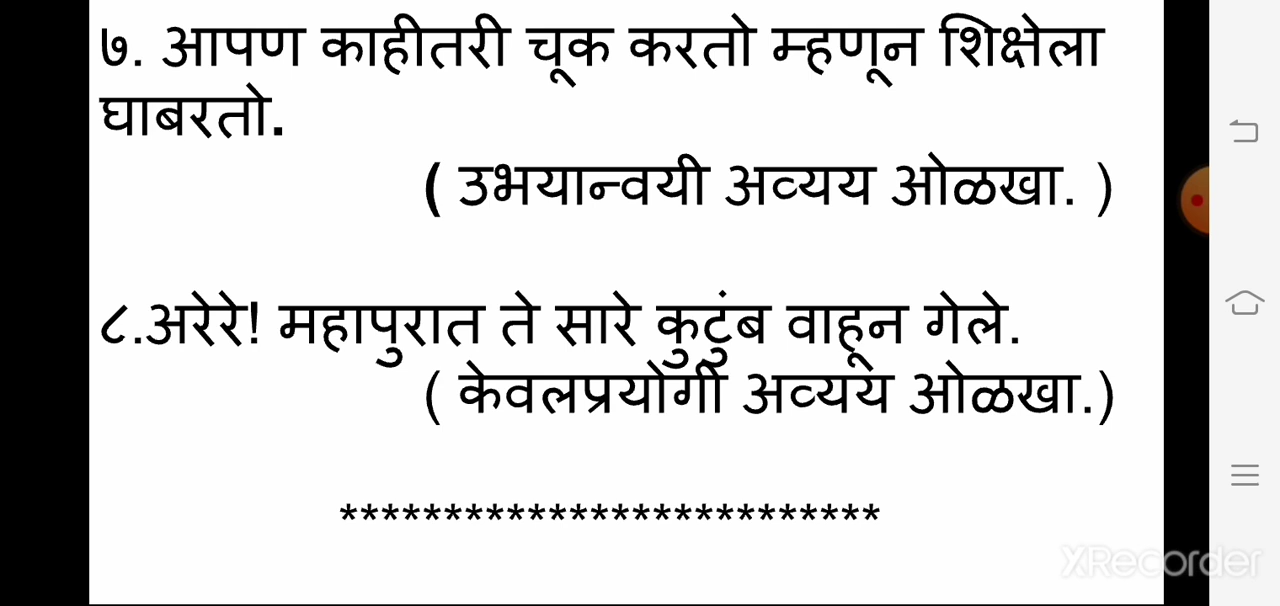 ७. आपण काहीतरी चूक करतो म्हणून शिक्षेला
घाबरतो.
( उभयान्वयी अव्यय ओळखा. )
८.अरेरे! महापुरात ते सारे कुटुंब वाहून गेले.
( केवलप्रयोगी अव्यय ओळखा.)
**************************
XRecorder